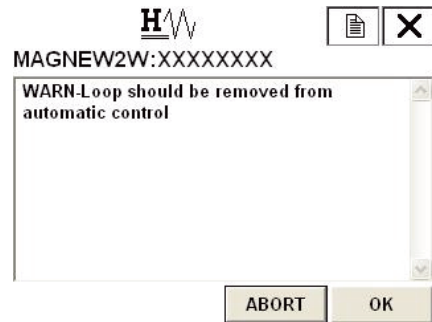 H
MAGNEW2W:XXXXXXXX
WARN-Loop should be removed from
automatic control
ABORT
OK